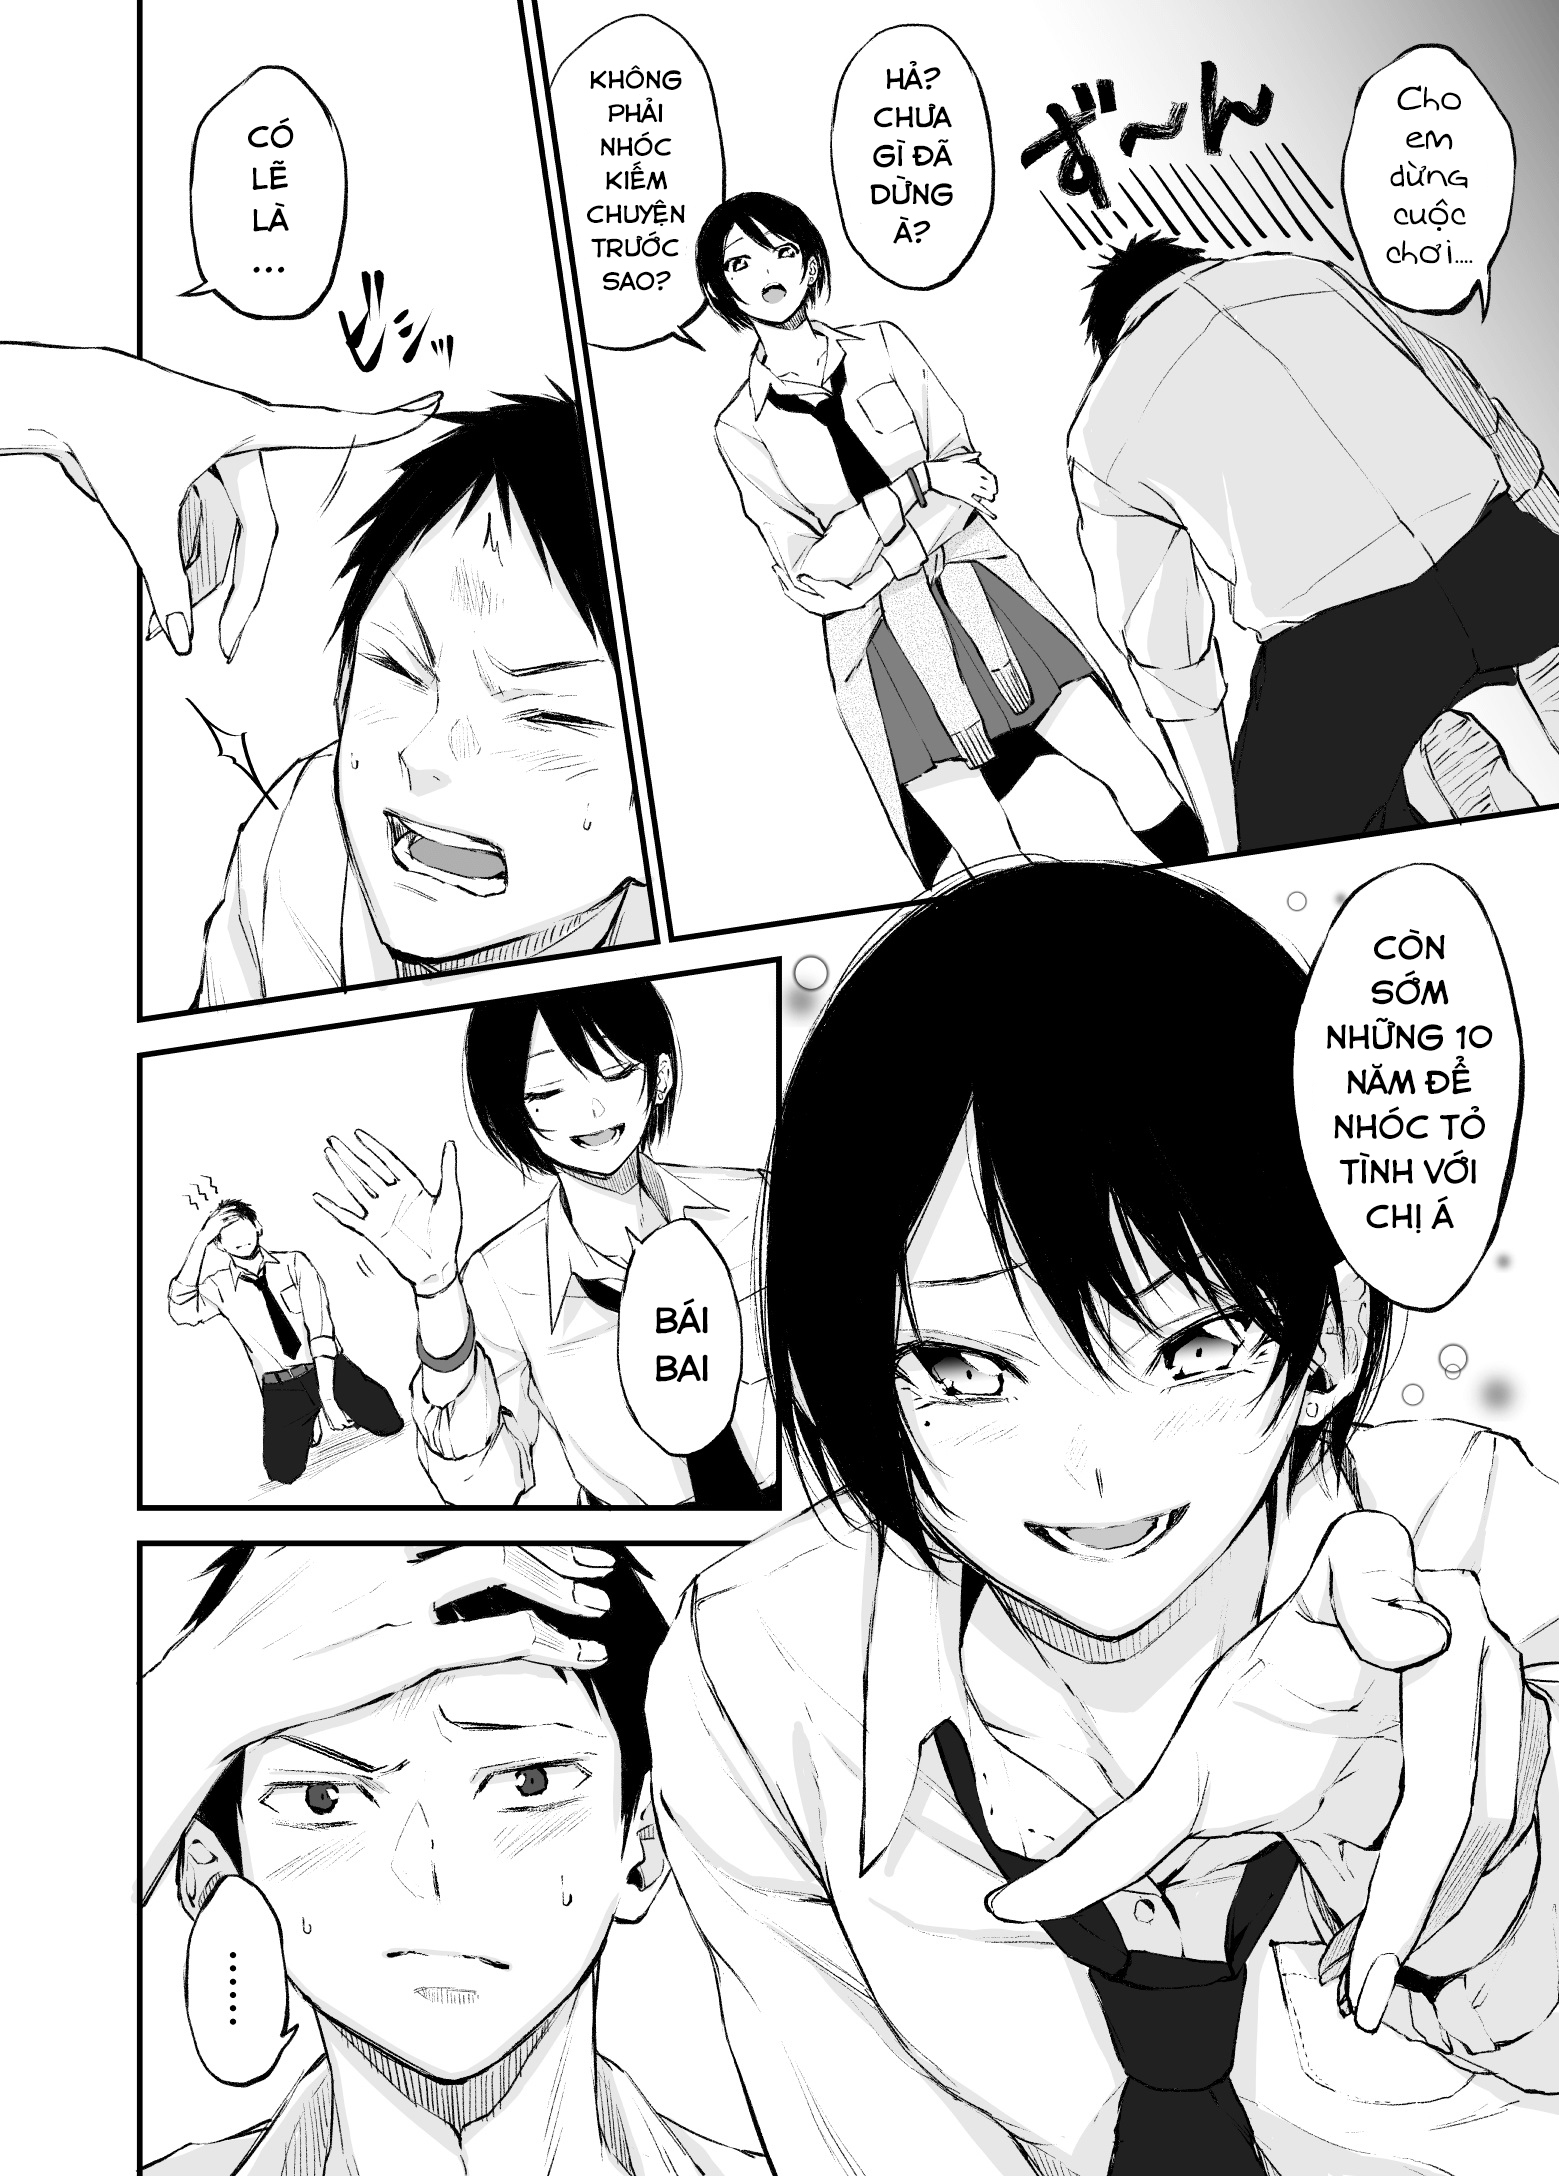 Cho
em
dừng
cuộc
chơi....
ず～ん
HẢ?
CHƯA
GÌ ĐÃ
DỪNG
À?
KHÔNG
PHẢI
NHÓC
KIẾM
CHUYỆN
TRƯỚC
SAO?
CÓ
LẼ
LÀ
...
ビシッ
CÒN
SỚM
NHỮNG 10
NĂM ĐỂ
NHÓC TỎ
TÌNH VỚI
CHỊ Á
BÁI
BAI
......